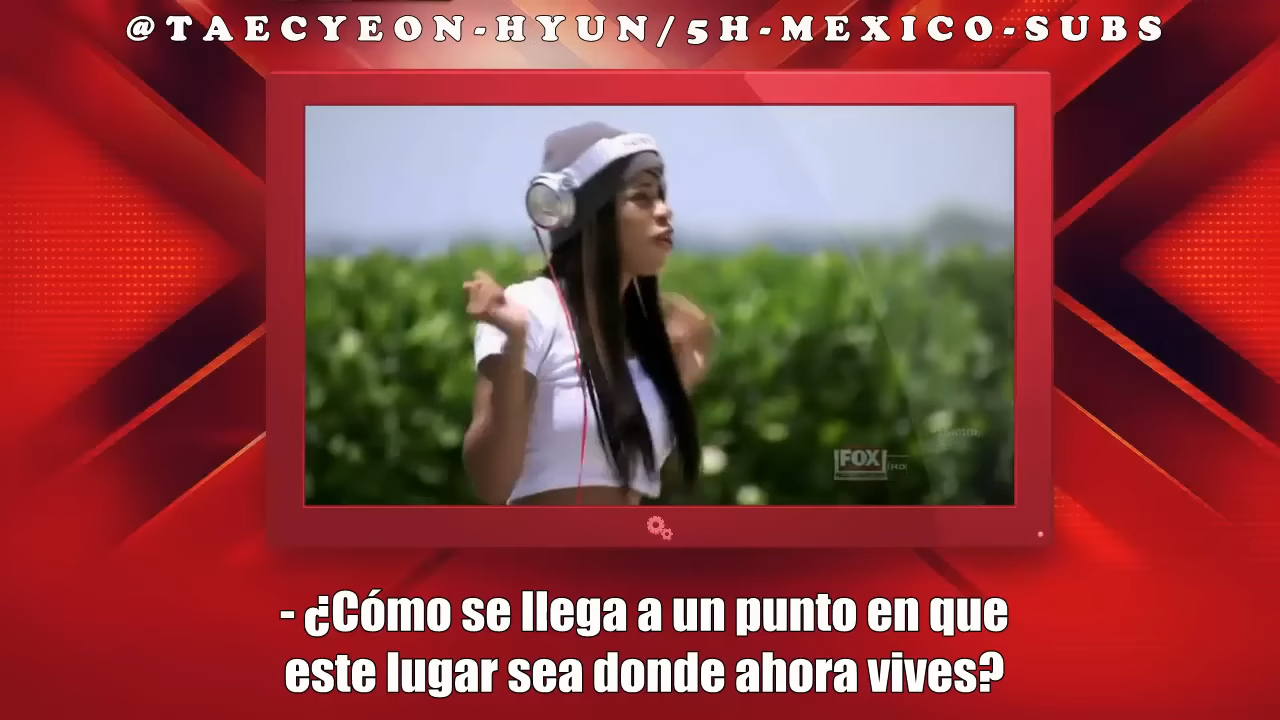 @TAECYEON-HYUN/5H-MEXICO-SUBS
FOX
- ¿Cómo se llega a un punto en que
este lugar sea donde ahora vives?